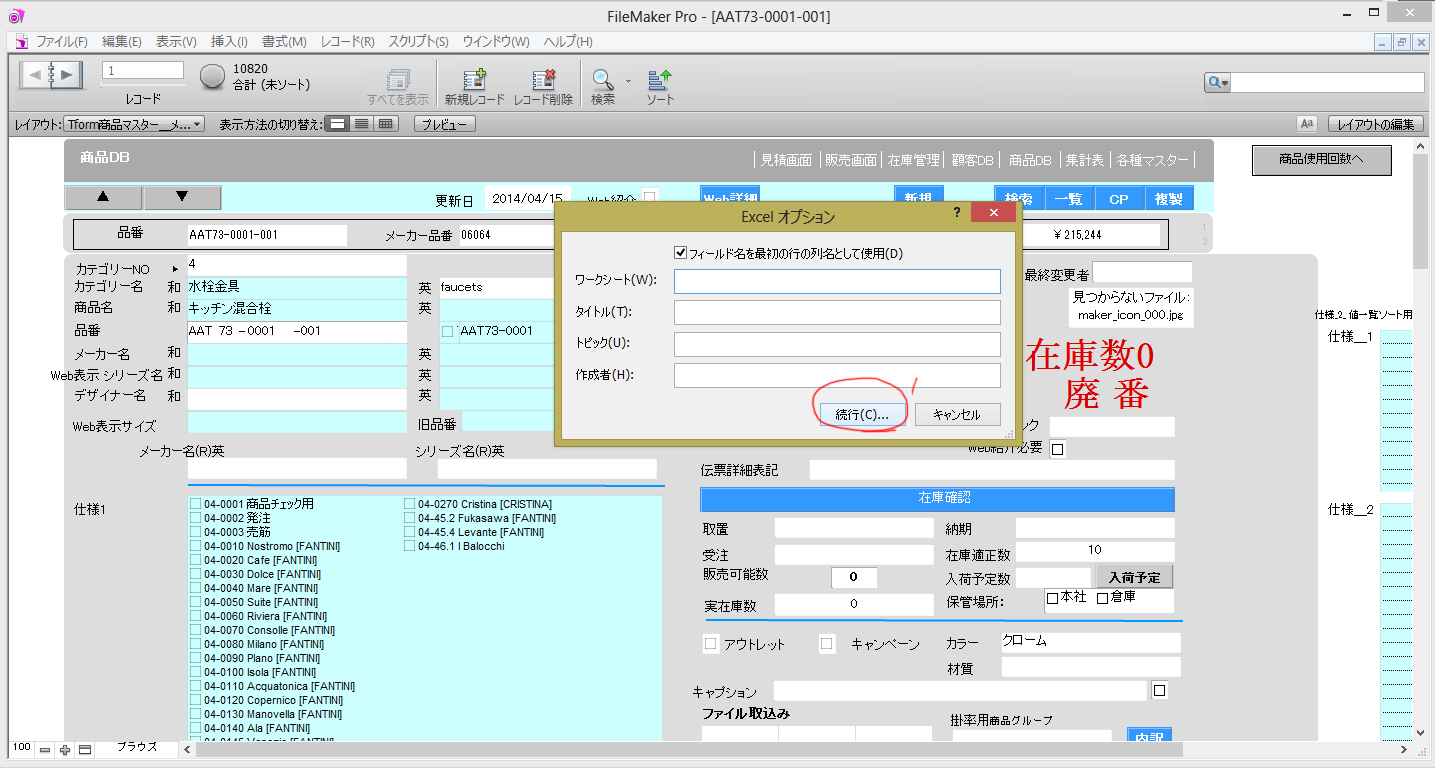 FileMaker Pro - [AAT73-0001-001]
ファイル(F) 編集(E) 表示(V) 挿入(I) 書式(M) レコード(R) スクリプト(S) ウインドウ(W) ヘルプ(H)
1
レコード
10820
合計 (未ソート)
すべてを表示
新規レコード
レコード削除
検索
ソート
レイアウト: Tform商品マスター__メ... 表示方法の切り替え: プレビュー Aa レイアウトの編集
商品DB
見積画面 販売画面 在庫管理 顧客DB 商品DB 集計表 各種マスター
商品使用回数へ
▲ ▼ 更新日 2014/04/15 Web紹介 Web詳細 新規 検索 一覧 CP 複製
品番 AAT73-0001-001 メーカー品番 06064 ¥ 215,244
1
3
Excel オプション
フィールド名を最初の行の列名として使用(D)
ワークシート(W):
タイトル(T):
トピック(U):
作成者(H):
続行(C)... キャンセル
カテゴリーNO 4
カテゴリー名 和 水栓金具 英 faucets
商品名 和 キッチン混合栓 英
品番 AAT 73 -0001 -001 AAT73-0001
メーカー名 和 英
Web表示 シリーズ名 和 英
デザイナー名 和 英
Web表示サイズ 旧品番
メーカー名(R)英 シリーズ名(R)英
最終変更者
見つからないファイル:
maker_icon_000.jpg
在庫数0
廃 番
ク
Web紹介必要
仕様_2_値一覧ソート用
仕様__1
仕様__2
仕様1
04-0001 商品チェック用
04-0002 発注
04-0003 売筋
04-0010 Nostromo [FANTINI]
04-0020 Cafe [FANTINI]
04-0030 Dolce [FANTINI]
04-0040 Mare [FANTINI]
04-0050 Suite [FANTINI]
04-0060 Riviera [FANTINI]
04-0070 Consolle [FANTINI]
04-0080 Milano [FANTINI]
04-0090 Plano [FANTINI]
04-0100 Isola [FANTINI]
04-0110 Acquatonica [FANTINI]
04-0120 Copernico [FANTINI]
04-0130 Manovella [FANTINI]
04-0140 Ala [FANTINI]
04-0270 Cristina [CRISTINA]
04-45.2 Fukasawa [FANTINI]
04-45.4 Levante [FANTINI]
04-46.1 I Balocchi
伝票詳細表記
在庫確認
取置 納期
受注 在庫適正数 10
販売可能数 0 入荷予定数 入荷予定
実在庫数 0 保管場所: 本社 倉庫
アウトレット キャンペーン カラー クローム
材質
キャプション
ファイル取込み 掛率用商品グループ
内訳
100 ブラウズ